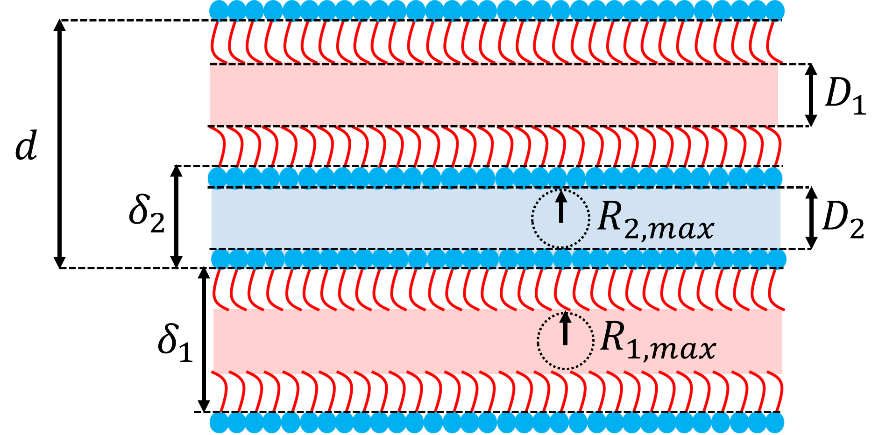 D₁
d
δ₂
R₂,max
D₂
δ₁
R₁,max